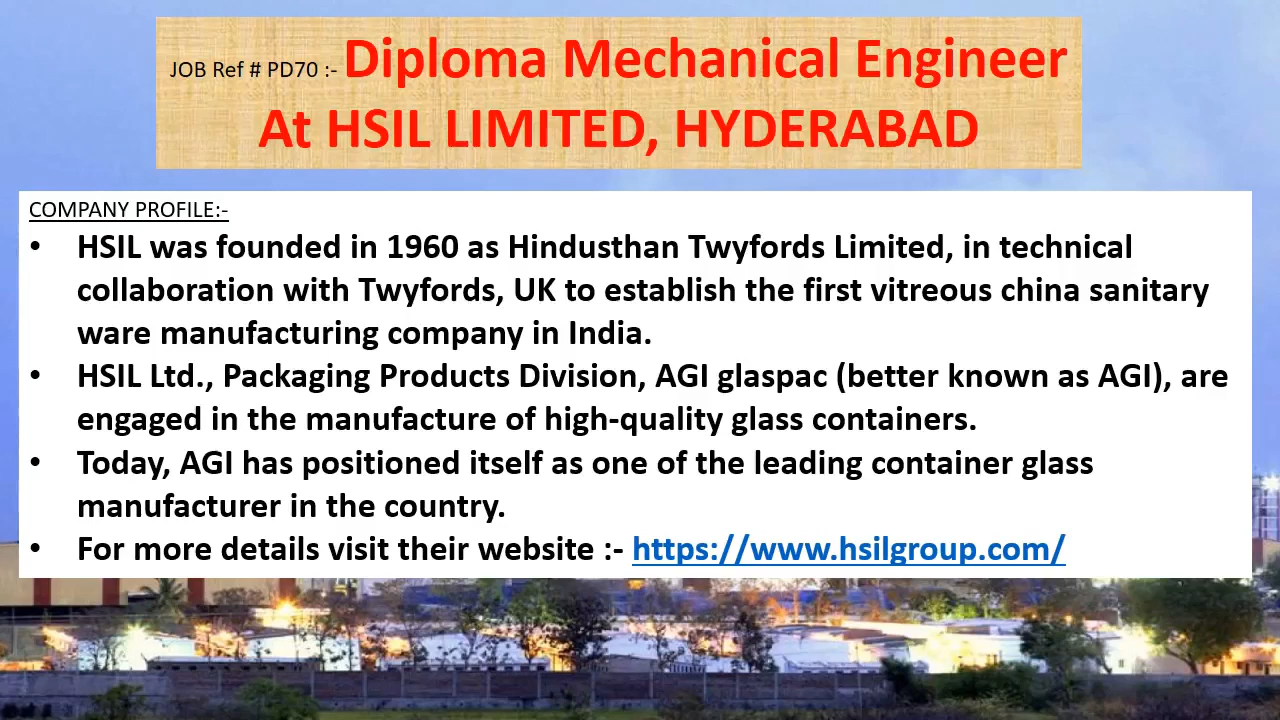 JOB Ref # PD70 :- Diploma Mechanical Engineer
At HSIL LIMITED, HYDERABAD
COMPANY PROFILE:-
• HSIL was founded in 1960 as Hindusthan Twyfords Limited, in technical
collaboration with Twyfords, UK to establish the first vitreous china sanitary
ware manufacturing company in India.
• HSIL Ltd., Packaging Products Division, AGI glaspac (better known as AGI), are
engaged in the manufacture of high-quality glass containers.
• Today, AGI has positioned itself as one of the leading container glass
manufacturer in the country.
• For more details visit their website :- https://www.hsilgroup.com/